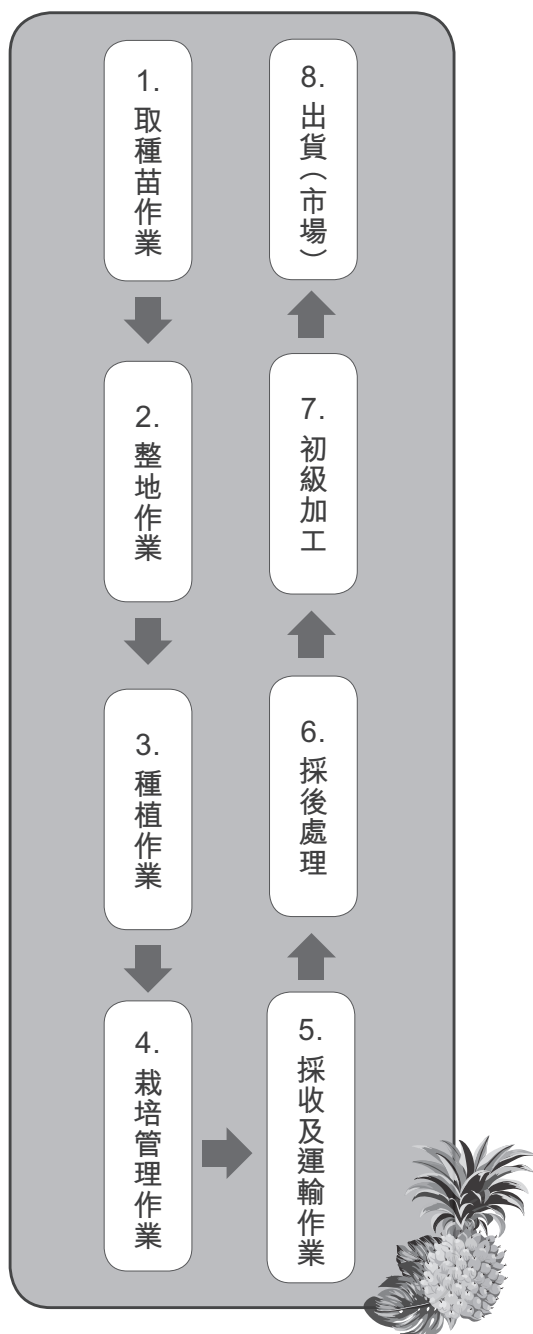 1. 取種苗作業
2. 整地作業
3. 種植作業
4. 栽培管理作業
5. 採收及運輸作業
6. 採後處理
7. 初級加工
8. 出貨（市場）